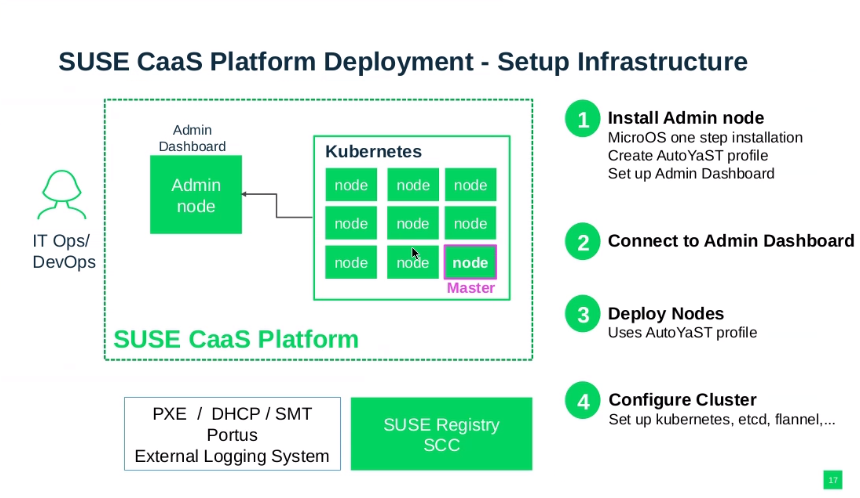 SUSE CaaS Platform Deployment - Setup Infrastructure
Admin
Dashboard
Admin
node
IT Ops/
DevOps
Kubernetes
node node node
node node node
node node node
Master
SUSE CaaS Platform
PXE / DHCP / SMT
Portus
External Logging System
SUSE Registry
SCC
1 Install Admin node
MicroOS one step installation
Create AutoYaST profile
Set up Admin Dashboard
2 Connect to Admin Dashboard
3 Deploy Nodes
Uses AutoYaST profile
4 Configure Cluster
Set up kubernetes, etcd, flannel,...
17